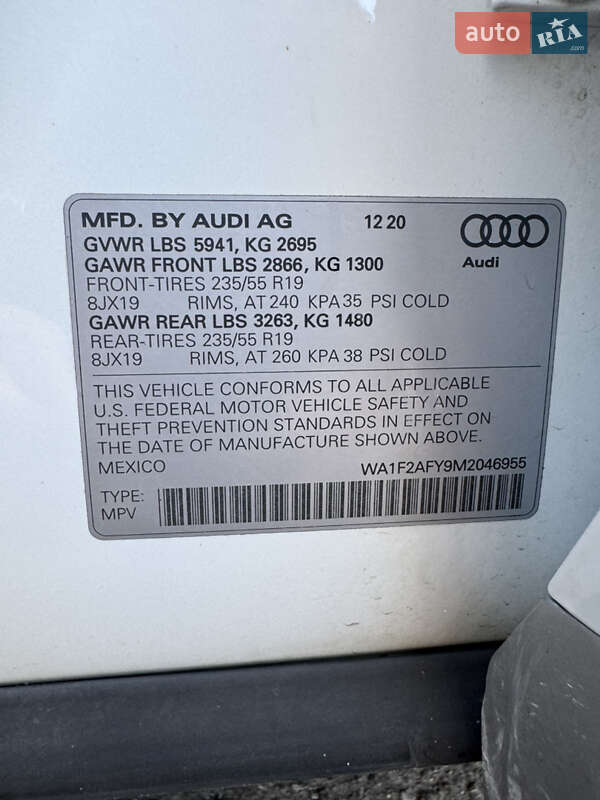 auto RIA .com
MFD. BY AUDI AG 12 20
GVWR LBS 5941, KG 2695
GAWR FRONT LBS 2866, KG 1300 Audi
FRONT-TIRES 235/55 R19
8JX19 RIMS, AT 240 KPA 35 PSI COLD
GAWR REAR LBS 3263, KG 1480
REAR-TIRES 235/55 R19
8JX19 RIMS, AT 260 KPA 38 PSI COLD
THIS VEHICLE CONFORMS TO ALL APPLICABLE
U.S. FEDERAL MOTOR VEHICLE SAFETY AND
THEFT PREVENTION STANDARDS IN EFFECT ON
THE DATE OF MANUFACTURE SHOWN ABOVE.
MEXICO WA1F2AFY9M2046955
TYPE:
MPV